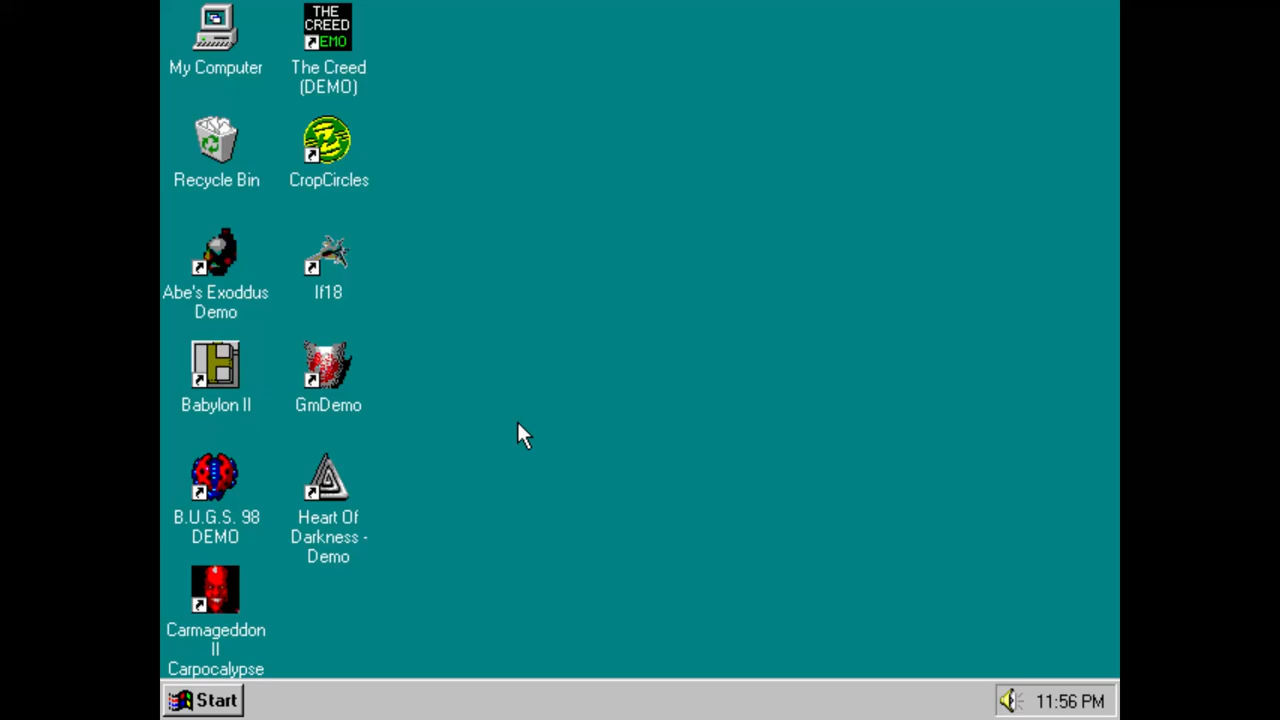 My Computer
Recycle Bin
Abe's Exoddus
Demo
Babylon II
B.U.G.S. 98
DEMO
Carmageddon
II
Carpocalypse
THE
CREED
EMO
The Creed
(DEMO)
CropCircles
If18
GmDemo
Heart Of
Darkness -
Demo
Start
11:56 PM